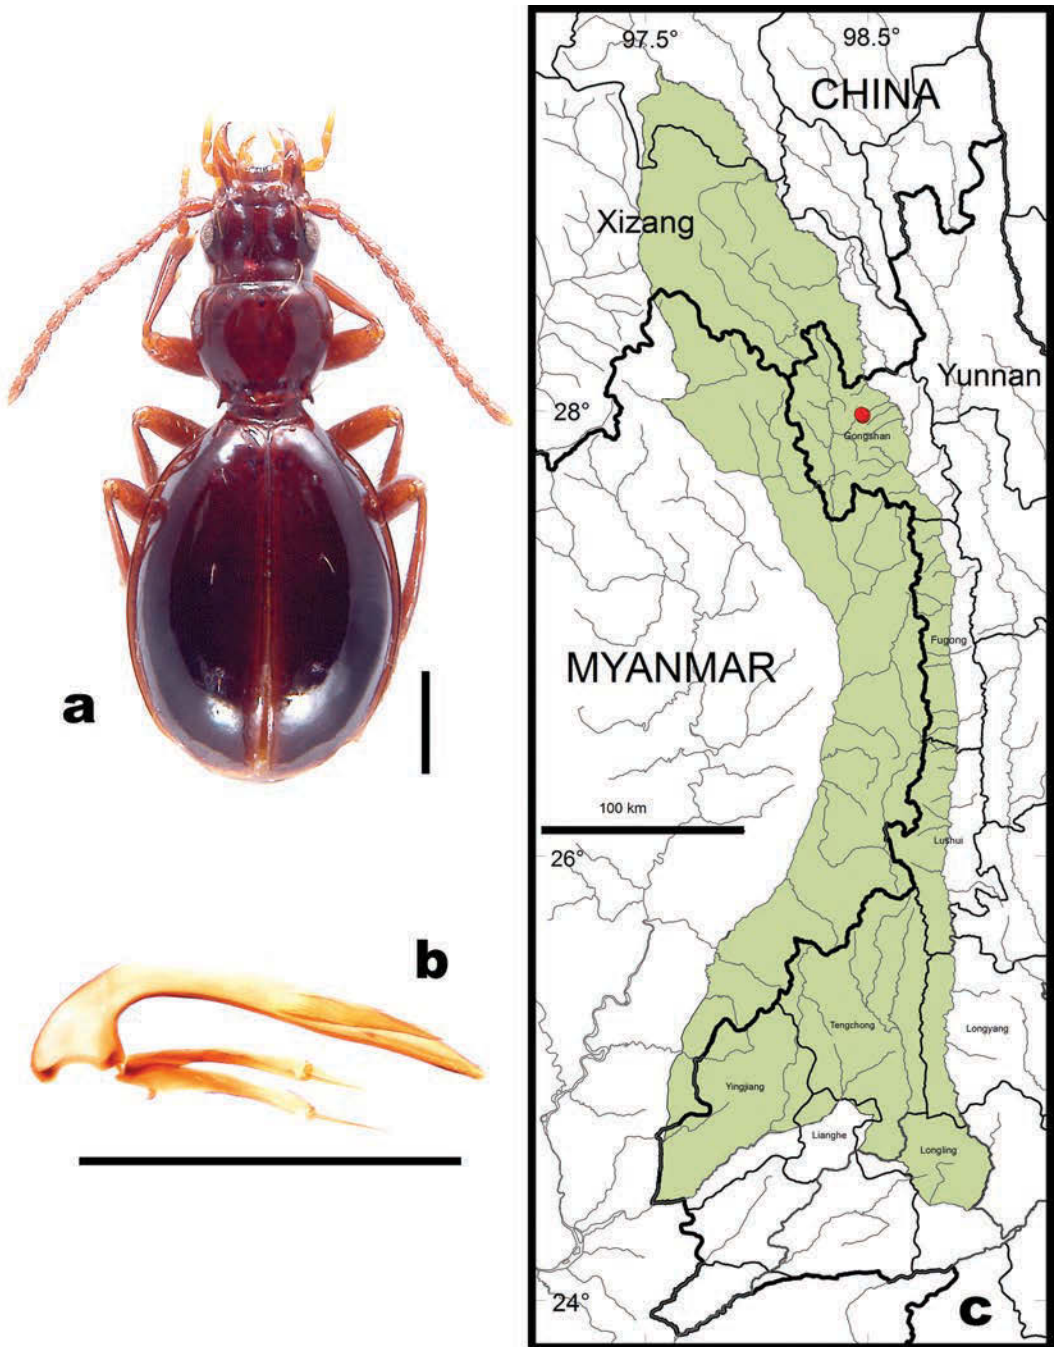 a
b
97.5°
98.5°
CHINA
Xizang
Yunnan
28°
Gongshan
Fugong
MYANMAR
100 km
Lushui
26°
Tengchong
Longyang
Yingjiang
Lianghe
Longling
24°
c